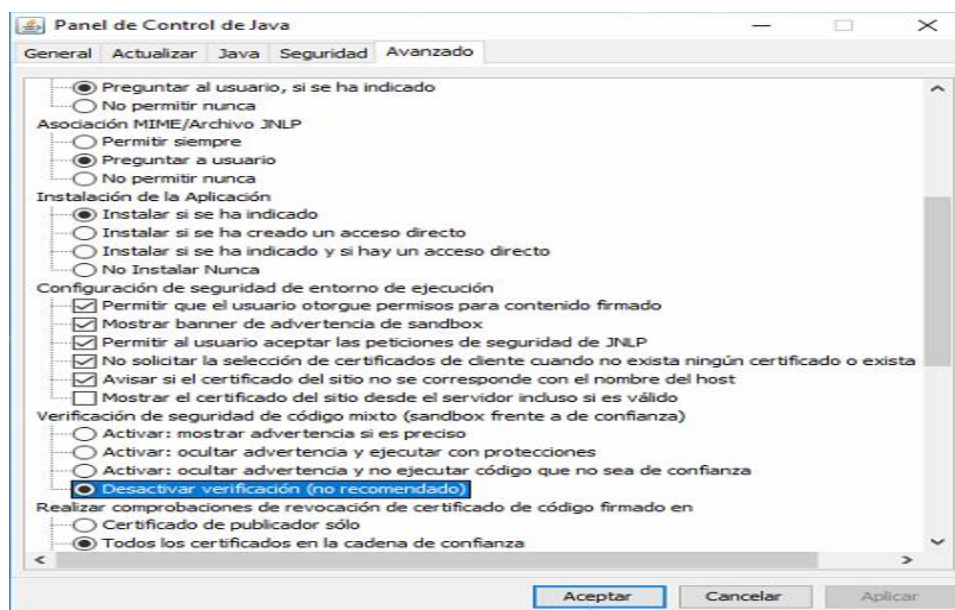 Panel de Control de Java
General Actualizar Java Seguridad Avanzado
Preguntar al usuario, si se ha indicado
No permitir nunca
Asociación MIME/Archivo JNLP
Permitir siempre
Preguntar a usuario
No permitir nunca
Instalación de la Aplicación
Instalar si se ha indicado
Instalar si se ha creado un acceso directo
Instalar si se ha indicado y si hay un acceso directo
No Instalar Nunca
Configuración de seguridad de entorno de ejecución
Permitir que el usuario otorgue permisos para contenido firmado
Mostrar banner de advertencia de sandbox
Permitir al usuario aceptar las peticiones de seguridad de JNLP
No solicitar la selección de certificados de cliente cuando no exista ningún certificado o exista
Avisar si el certificado del sitio no se corresponde con el nombre del host
Mostrar el certificado del sitio desde el servidor incluso si es válido
Verificación de seguridad de código mixto (sandbox frente a de confianza)
Activar: mostrar advertencia si es preciso
Activar: ocultar advertencia y ejecutar con protecciones
Activar: ocultar advertencia y no ejecutar código que no sea de confianza
Desactivar verificación (no recomendado)
Realizar comprobaciones de revocación de certificado de código firmado en
Certificado de publicador sólo
Todos los certificados en la cadena de confianza
Aceptar Cancelar Aplicar